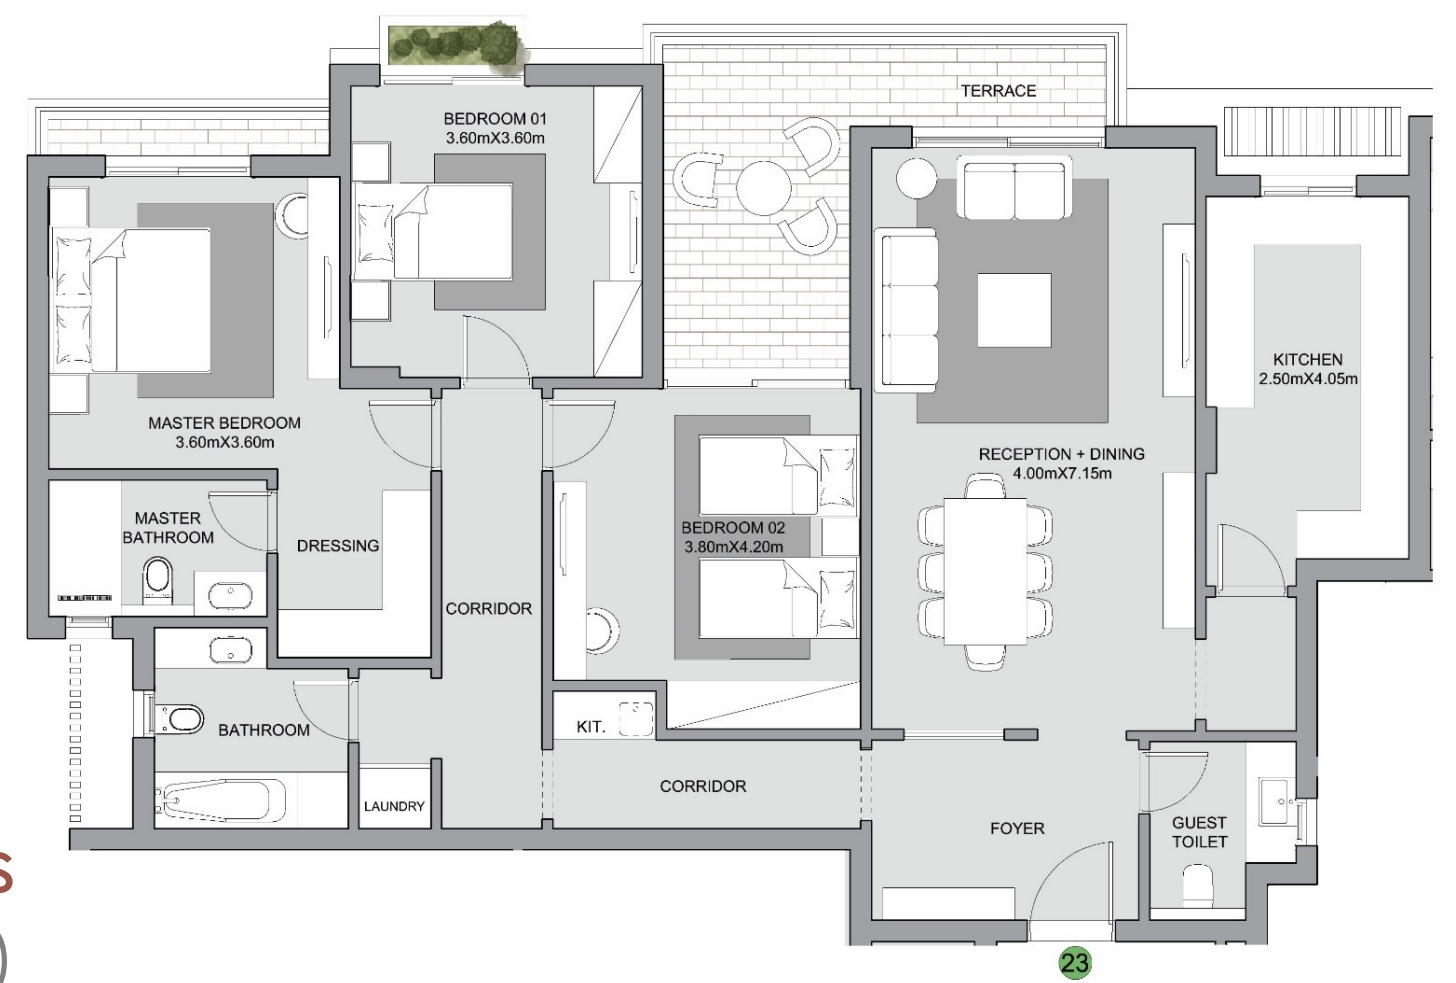 TERRACE
BEDROOM 01
3.60mX3.60m
KITCHEN
2.50mX4.05m
MASTER BEDROOM
3.60mX3.60m
RECEPTION + DINING
4.00mX7.15m
MASTER
BATHROOM
DRESSING
BEDROOM 02
3.80mX4.20m
CORRIDOR
BATHROOM
KIT.
LAUNDRY
CORRIDOR
FOYER
GUEST
TOILET
S
)
23